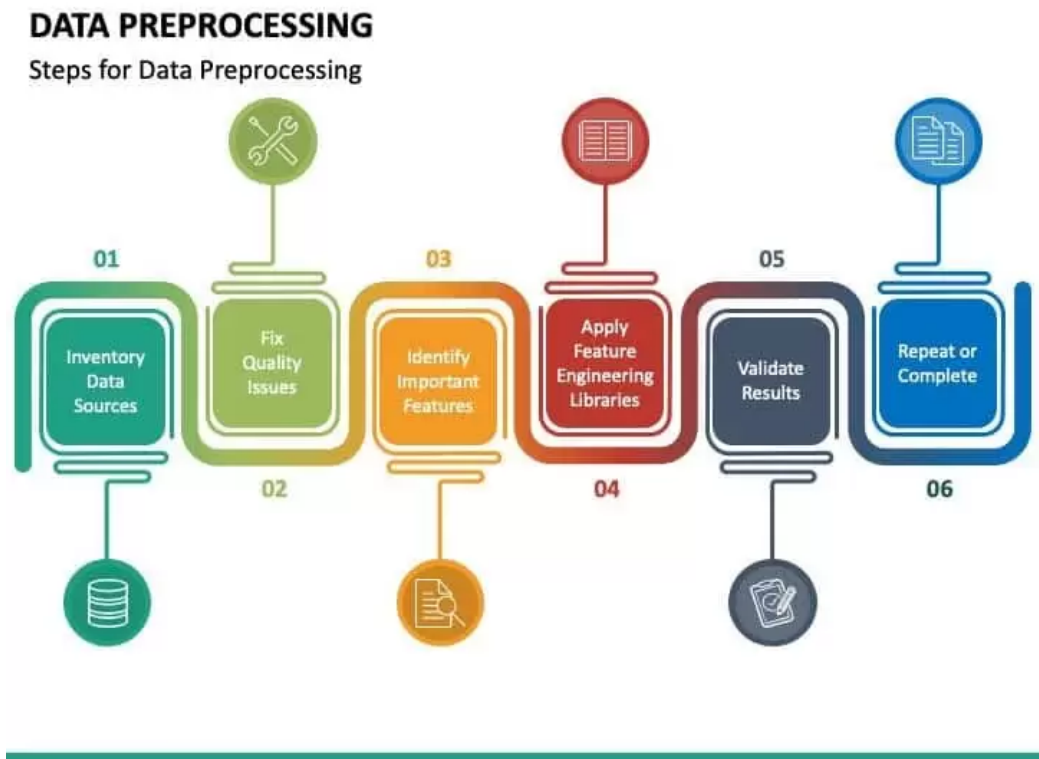 DATA PREPROCESSING
Steps for Data Preprocessing
01
Inventory
Data
Sources
Fix
Quality
Issues
02
03
Identify
Important
Features
Apply
Feature
Engineering
Libraries
04
05
Validate
Results
Repeat or
Complete
06